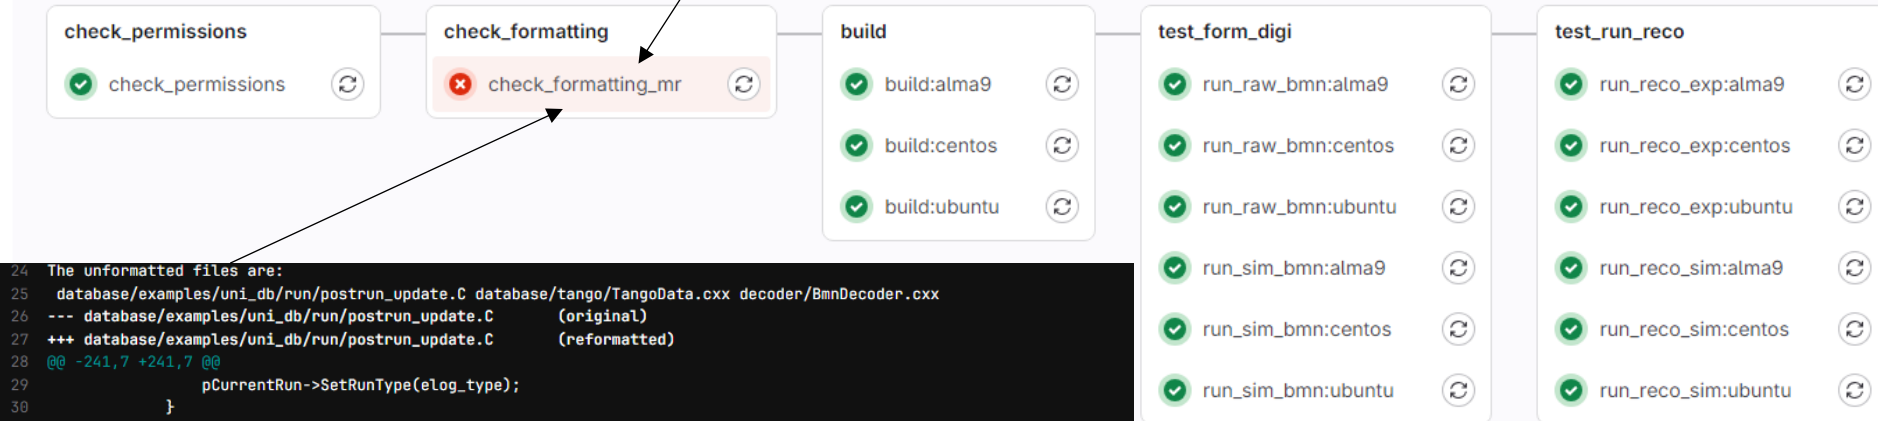 check_permissions
check_permissions
check_formatting
check_formatting_mr
build
build:alma9
build:centos
build:ubuntu
test_form_digi
run_raw_bmn:alma9
run_raw_bmn:centos
run_raw_bmn:ubuntu
run_sim_bmn:alma9
run_sim_bmn:centos
run_sim_bmn:ubuntu
test_run_reco
run_reco_exp:alma9
run_reco_exp:centos
run_reco_exp:ubuntu
run_reco_sim:alma9
run_reco_sim:centos
run_reco_sim:ubuntu
24 The unformatted files are:
25 database/examples/uni_db/run/postrun_update.C database/tango/TangoData.cxx decoder/BmnDecoder.cxx
26 --- database/examples/uni_db/run/postrun_update.C (original)
27 +++ database/examples/uni_db/run/postrun_update.C (reformatted)
28 @@ -241,7 +241,7 @@
29 pCurrentRun->SetRunType(elog_type);
30 }